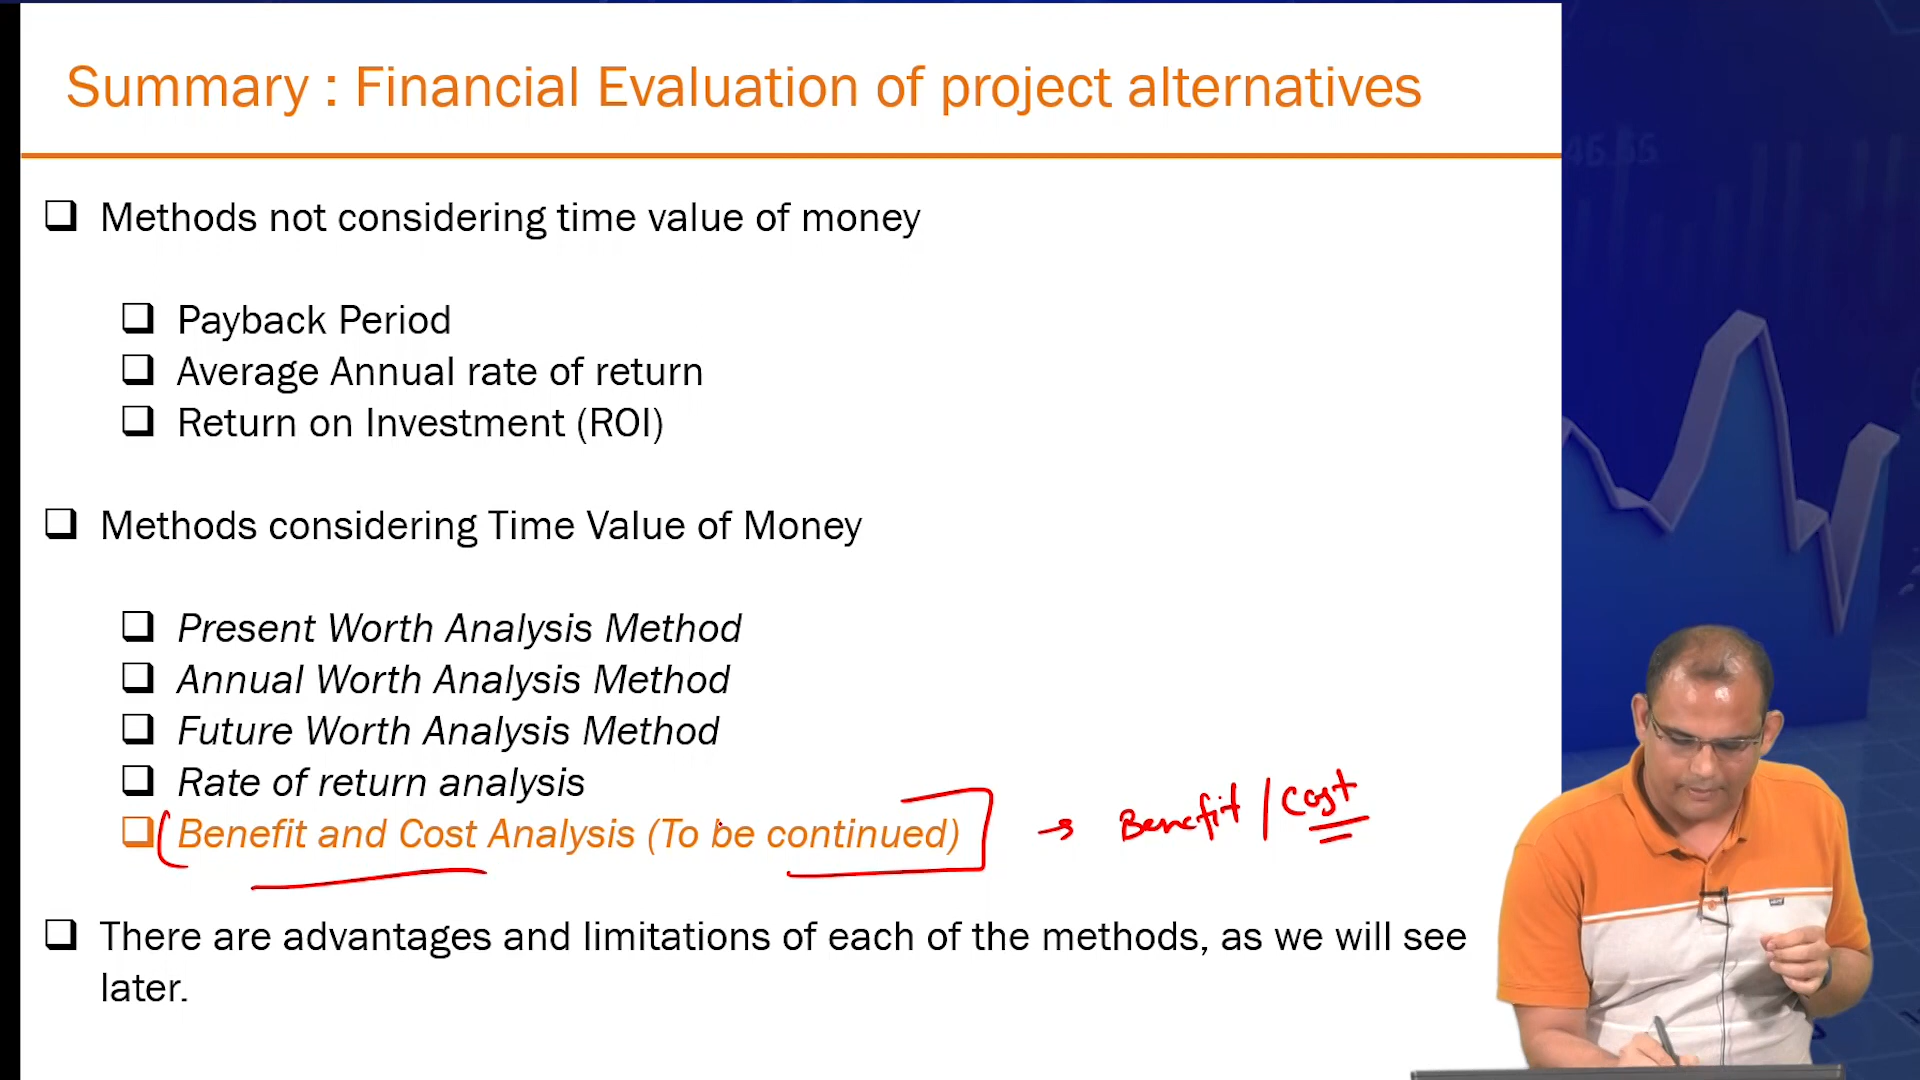 Summary : Financial Evaluation of project alternatives
46.65
Methods not considering time value of money
Payback Period
Average Annual rate of return
Return on Investment (ROI)
Methods considering Time Value of Money
Present Worth Analysis Method
Annual Worth Analysis Method
Future Worth Analysis Method
Rate of return analysis
Benefit and Cost Analysis (To be continued) → Benefit / Cost
There are advantages and limitations of each of the methods, as we will see
later.